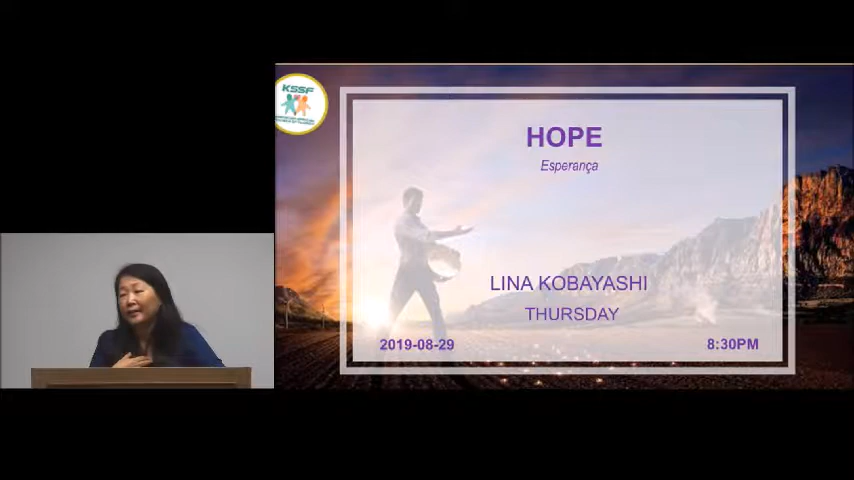 KSSF
HOPE
Esperança
LINA KOBAYASHI
THURSDAY
2019-08-29
8:30PM